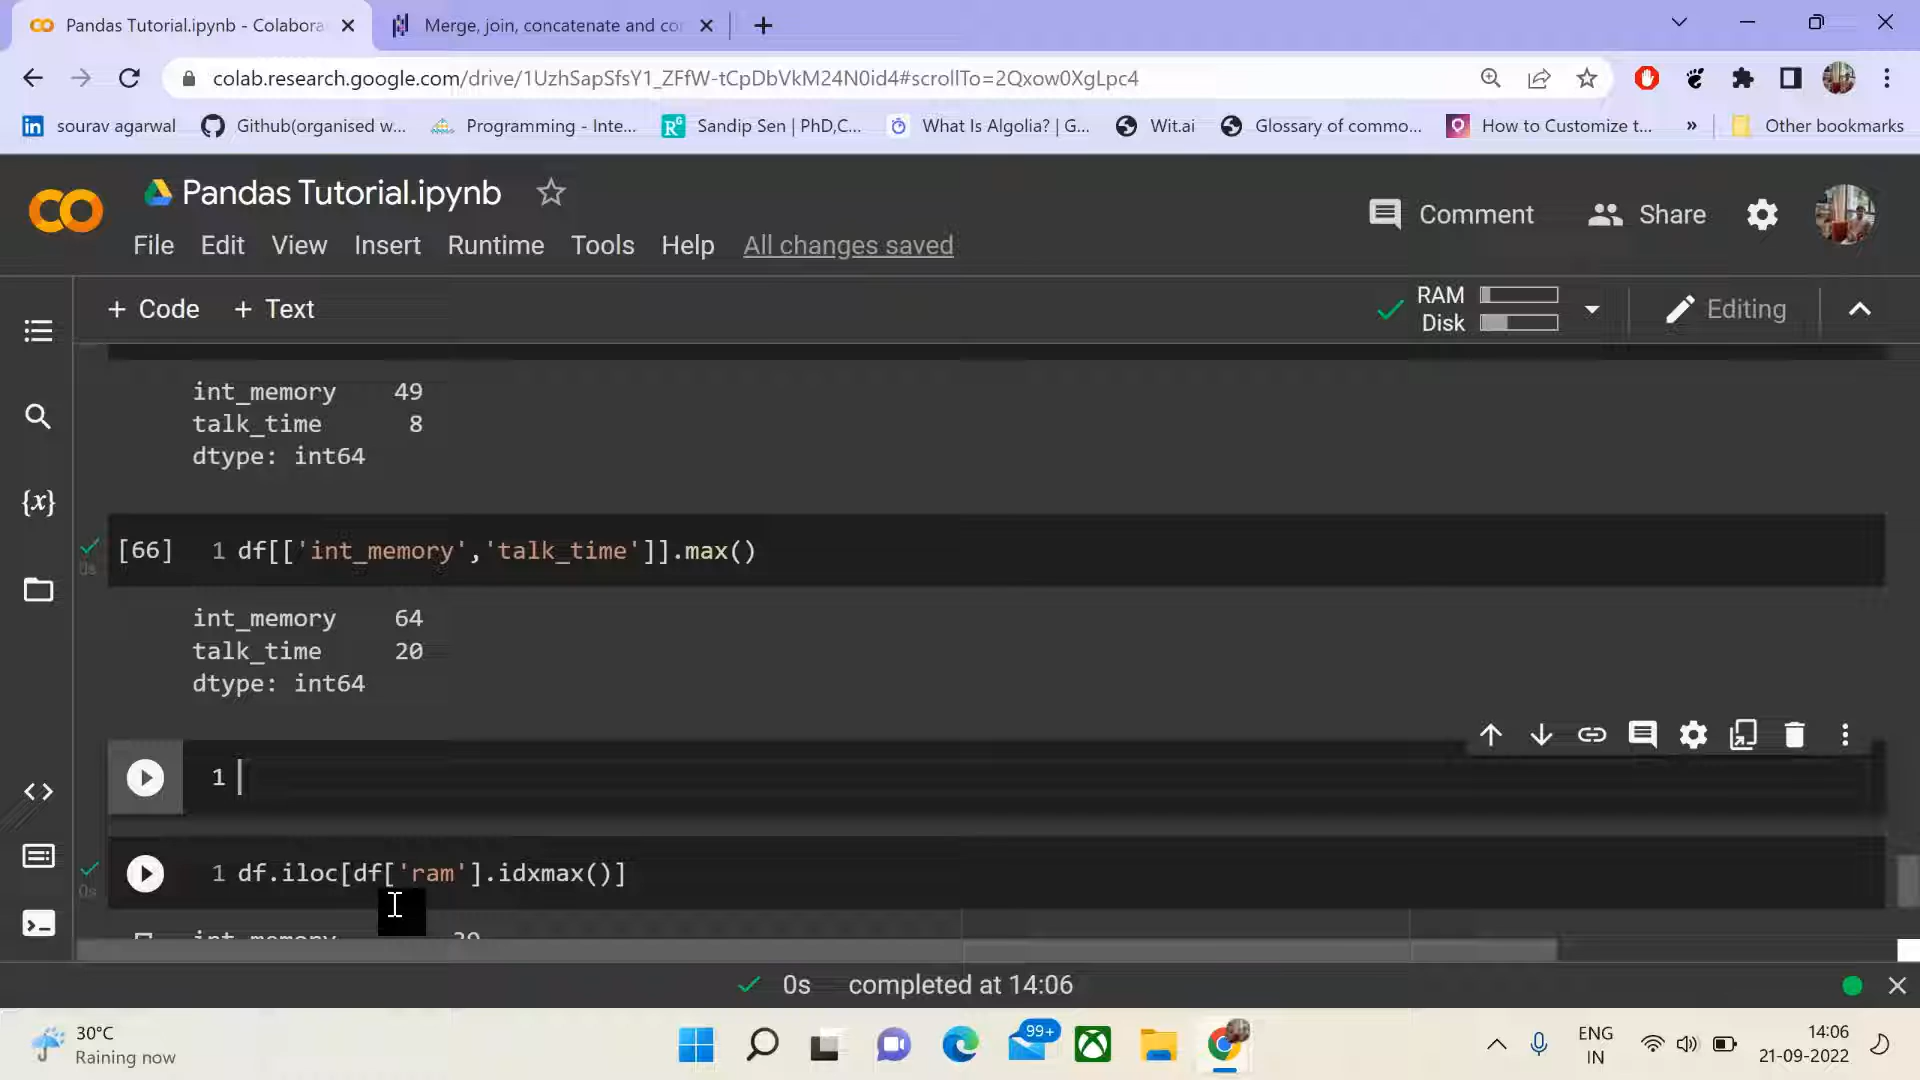 Pandas Tutorial.ipynb - Colabora
Merge, join, concatenate and co
colab.research.google.com/drive/1UzhSapSfsY1_ZFfW-tCpDbVkM24N0id4#scrollTo=2Qxow0XgLpc4
sourav agarwal
Github(organised w...
Programming - Inte...
Sandip Sen | PhD,C...
What Is Algolia? | G...
Wit.ai
Glossary of commo...
How to Customize t...
»
Other bookmarks
Pandas Tutorial.ipynb
Comment
Share
File Edit View Insert Runtime Tools Help All changes saved
+ Code + Text
RAM
Disk
Editing
int_memory 49
talk_time 8
dtype: int64
[66] 1 df[['int_memory','talk_time']].max()
0s
int_memory 64
talk_time 20
dtype: int64
1
1 df.iloc[df['ram'].idxmax()]
0s
int_memory 39
0s completed at 14:06
30°C
Raining now
99+
ENG
IN
14:06
21-09-2022